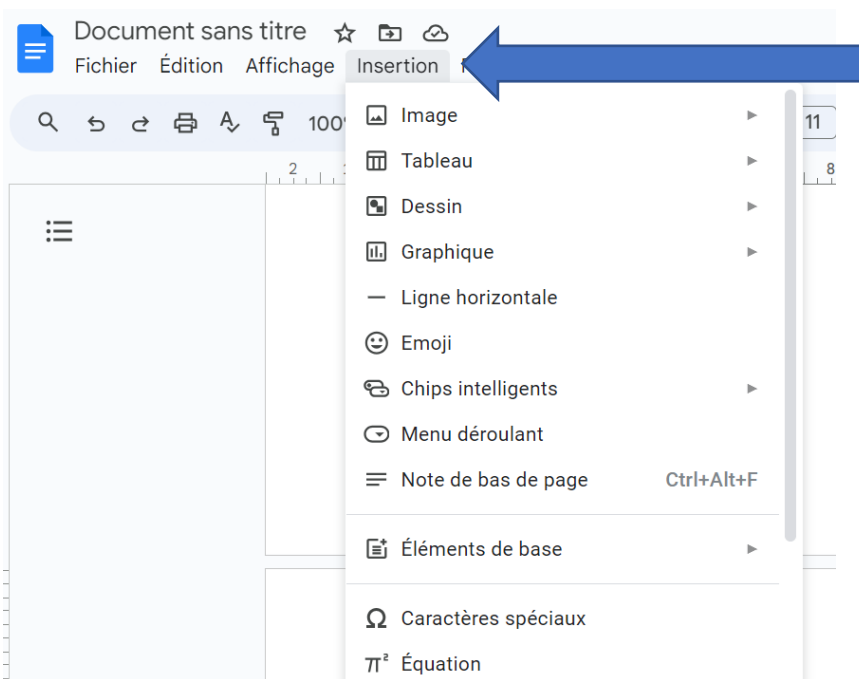 Document sans titre
Fichier Édition Affichage Insertion
100
11
2
8
Image
Tableau
Dessin
Graphique
Ligne horizontale
Emoji
Chips intelligents
Menu déroulant
Note de bas de page Ctrl+Alt+F
Éléments de base
Ω Caractères spéciaux
π² Équation